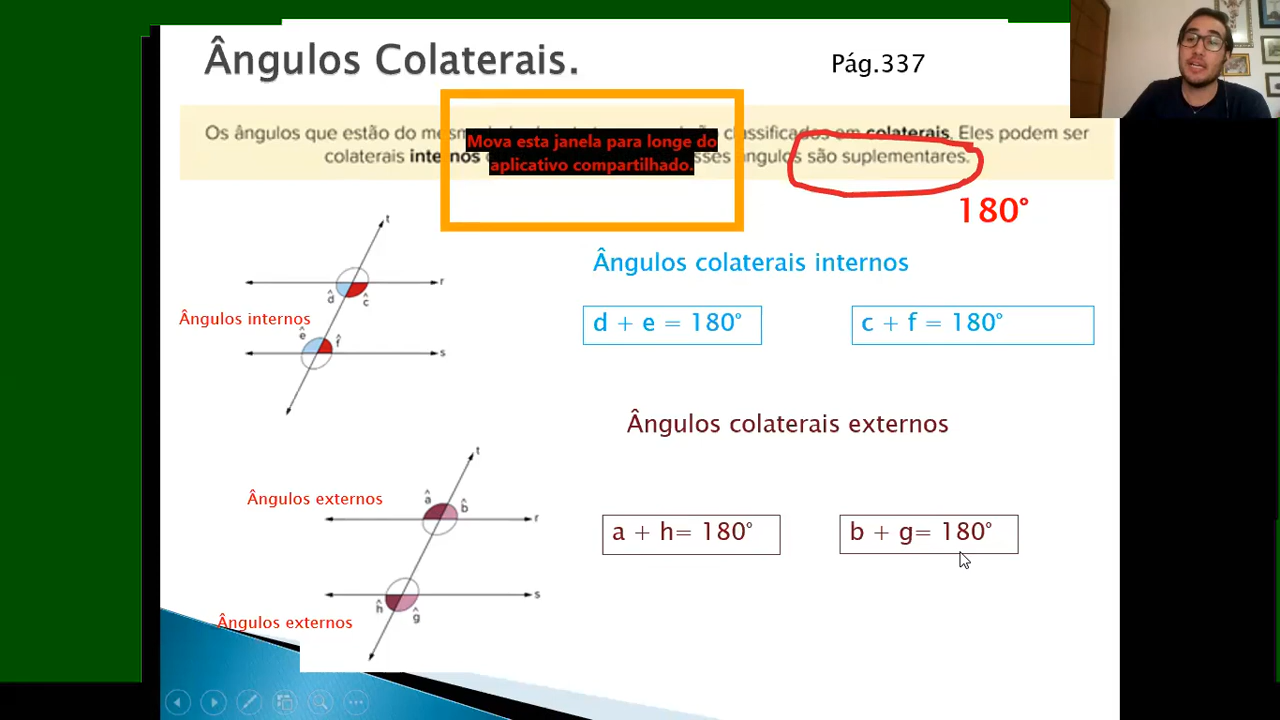 Ângulos Colaterais.
Pág.337
Os ângulos que estão do classificados em colaterais. Eles podem ser
Mova esta janela para longe do
colaterais internos ângulos são suplementares.
aplicativo compartilhado.
180°
t
Ângulos colaterais internos
r
d̂ ĉ
Ângulos internos
d + e = 180°
c + f = 180°
ê f̂
s
Ângulos colaterais externos
t
Ângulos externos
â b̂
r
a + h= 180°
b + g= 180°
s
ĥ ĝ
Ângulos externos